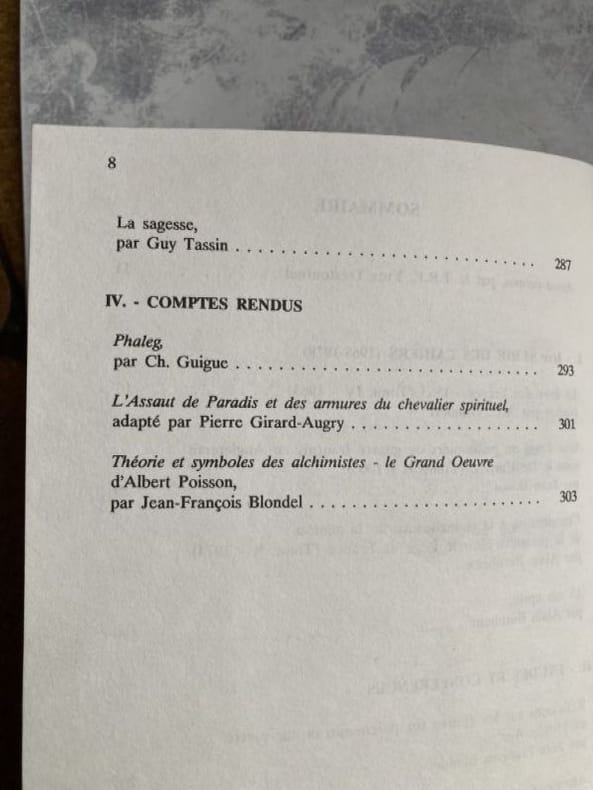 8
La sagesse,
par Guy Tassin . . . . . . . . . . . . . . . . . . . . . . . . . . . . . . 287
IV. - COMPTES RENDUS
Phaleg,
par Ch. Guigue . . . . . . . . . . . . . . . . . . . . . . . . . . . . . . 293
L'Assaut de Paradis et des armures du chevalier spirituel,
adapté par Pierre Girard-Augry . . . . . . . . . . . . . . . . . . . 301
Théorie et symboles des alchimistes - le Grand Oeuvre
d'Albert Poisson,
par Jean-François Blondel . . . . . . . . . . . . . . . . . . . . . . . 303
SOMMAIRE